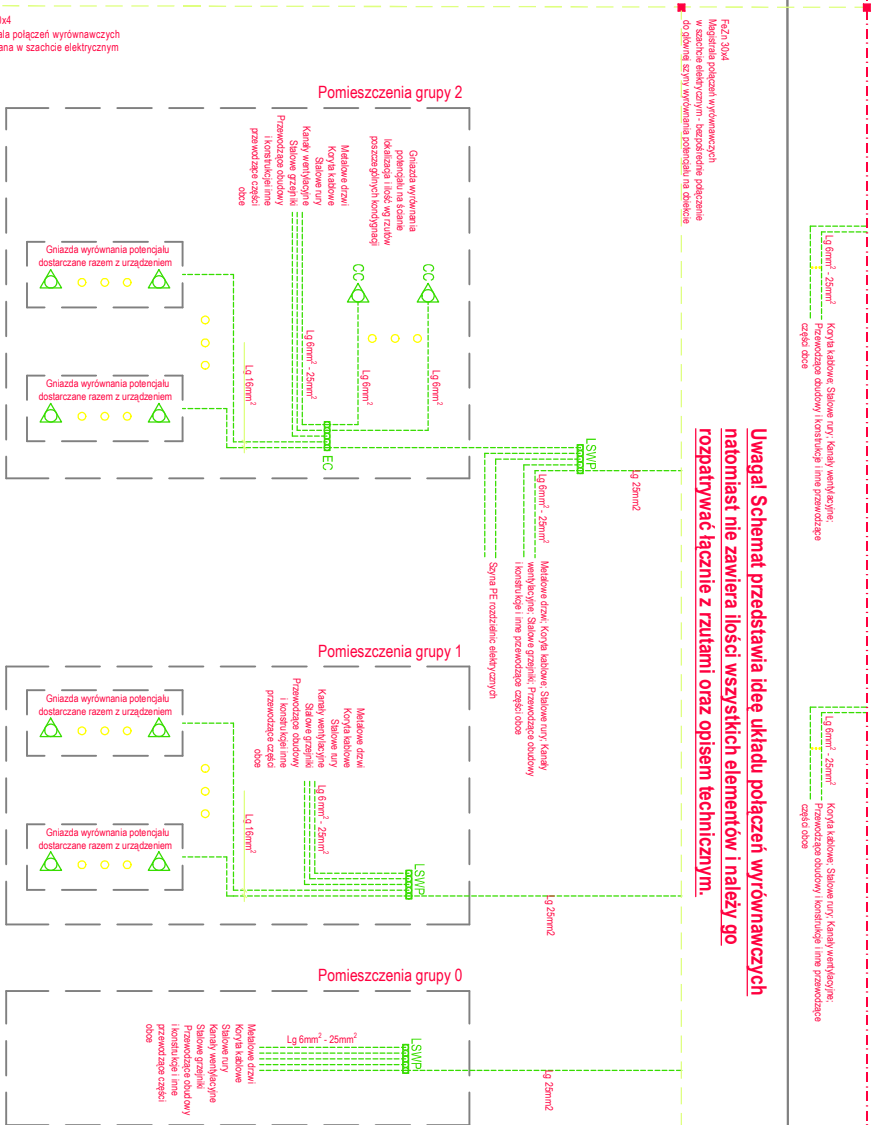 0x4
ala połączeń wyrównawczych
ana w szachcie elektrycznym
FeZn 30x4
Magistrala połączeń wyrównawczych
w szachcie elektrycznym - bezpośrednie połączenie
do głównej szyny wyrównania potencjału na obiekcie
Lg 6mm² - 25mm²
Koryta kablowe; Stalowe rury; Kanały wentylacyjne;
Przewodzące obudowy i konstrukcje i inne przewodzące
części obce
Lg 6mm² - 25mm²
Koryta kablowe; Stalowe rury; Kanały wentylacyjne;
Przewodzące obudowy i konstrukcje i inne przewodzące
części obce
Uwaga! Schemat przedstawia ideę układu połączeń wyrównawczych
natomiast nie zawiera ilości wszystkich elementów i należy go
rozpatrywać łącznie z rzutami oraz opisem technicznym.
Pomieszczenia grupy 2
Gniazda wyrównania
potencjału na ścianie
lokalizacja i ilość wg rzutów
poszczególnych kondygnacji
Metalowe drzwi
Koryta kablowe
Stalowe rury
Kanały wentylacyjne
Stalowe grzejniki
Przewodzące obudowy
i konstrukcje i inne
przewodzące części
obce
CC
CC
Lg 6mm²
Lg 6mm²
Lg 6mm² - 25mm²
Lg 16mm²
EC
Gniazda wyrównania potencjału
dostarczane razem z urządzeniem
Gniazda wyrównania potencjału
dostarczane razem z urządzeniem
LSWP
Lg 25mm2
Lg 6mm² - 25mm²
Metalowe drzwi; Koryta kablowe; Stalowe rury; Kanały
wentylacyjne; Stalowe grzejniki; Przewodzące obudowy
i konstrukcje i inne przewodzące części obce
Szyna PE rozdzielnic elektrycznych
Pomieszczenia grupy 1
Metalowe drzwi
Koryta kablowe
Stalowe rury
Kanały wentylacyjne
Stalowe grzejniki
Przewodzące obudowy
i konstrukcje i inne
przewodzące części
obce
Lg 6mm² - 25mm²
Lg 16mm²
LSWP
Lg 25mm2
Gniazda wyrównania potencjału
dostarczane razem z urządzeniem
Gniazda wyrównania potencjału
dostarczane razem z urządzeniem
Pomieszczenia grupy 0
Lg 6mm² - 25mm²
LSWP
Lg 25mm2
Metalowe drzwi
Koryta kablowe
Stalowe rury
Kanały wentylacyjne
Stalowe grzejniki
Przewodzące obudowy
i konstrukcje i inne
przewodzące części
obce